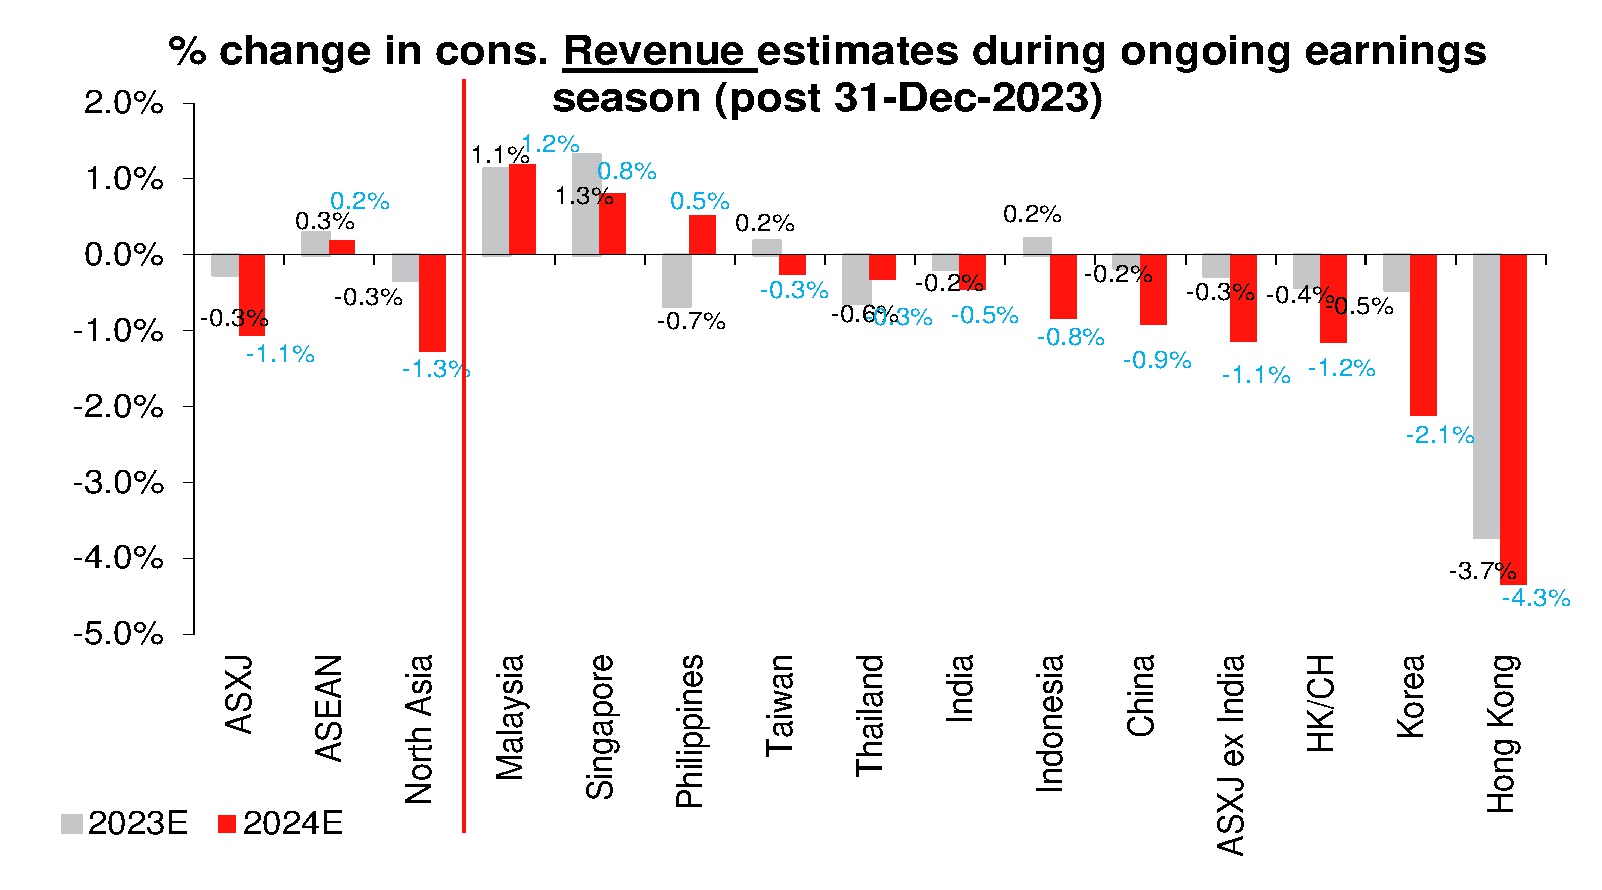 % change in cons. Revenue estimates during ongoing earnings
season (post 31-Dec-2023)
2.0%
1.0%
0.0%
-1.0%
-2.0%
-3.0%
-4.0%
-5.0%
-0.3%
-1.1%
0.3%
0.2%
-0.3%
-1.3%
1.1%
1.2%
1.3%
0.8%
-0.7%
0.5%
0.2%
-0.3%
-0.6%
-0.3%
-0.2%
-0.5%
0.2%
-0.8%
-0.2%
-0.9%
-0.3%
-1.1%
-0.4%
-1.2%
-0.5%
-2.1%
-3.7%
-4.3%
ASXJ
ASEAN
North Asia
Malaysia
Singapore
Philippines
Taiwan
Thailand
India
Indonesia
China
ASXJ ex India
HK/CH
Korea
Hong Kong
2023E
2024E